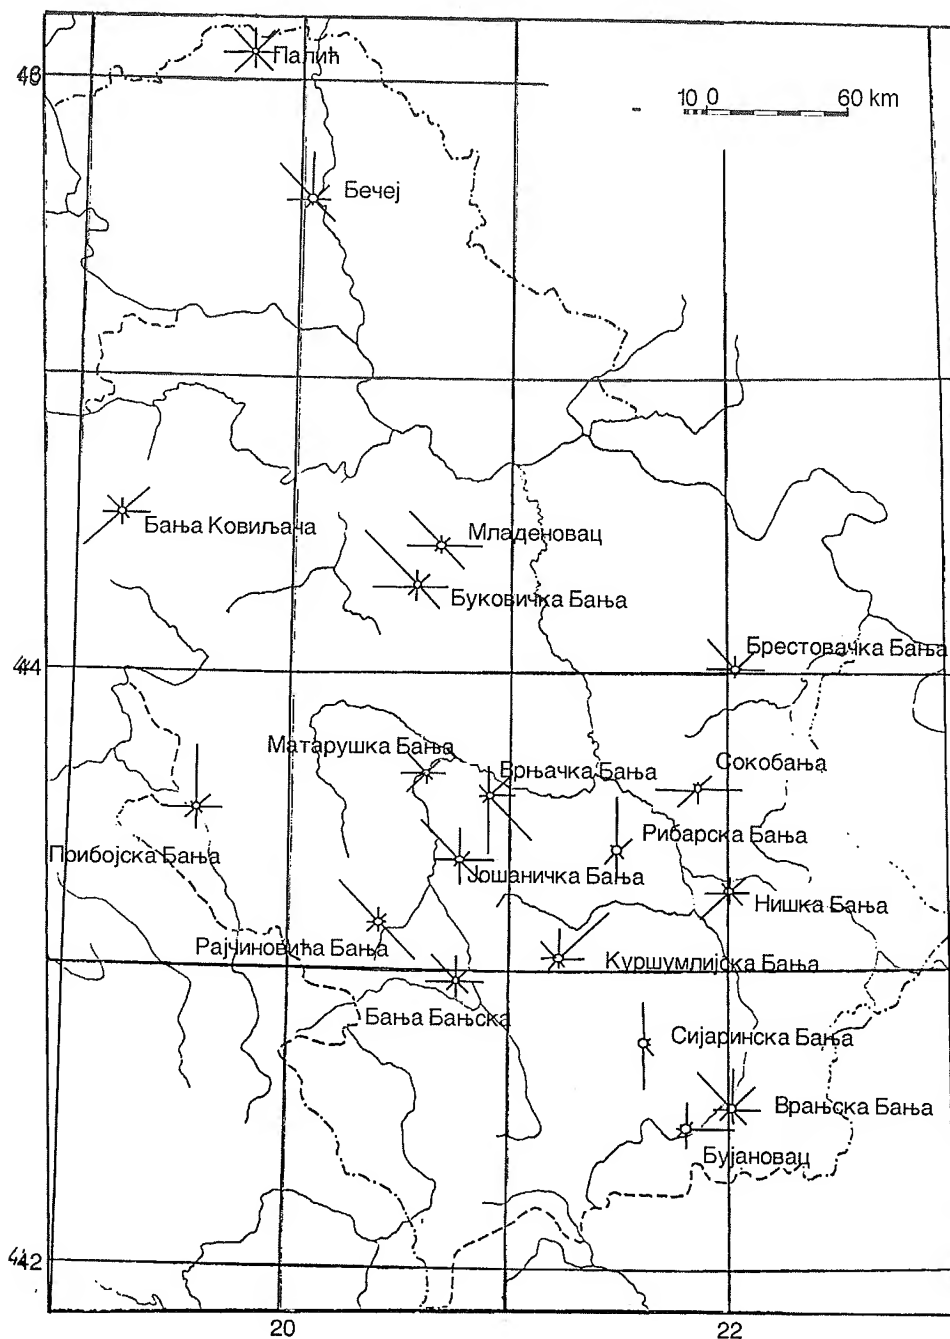 Палић
46
10 0 60 km
Бечеј
Бања Ковиљача
Младеновац
Буковичка Бања
Брестовачка Бања
44
Матарушка Бања
Врњачка Бања
Сокобања
Рибарска Бања
Прибојска Бања
Јошаничка Бања
Нишка Бања
Рајчиновића Бања
Куршумлијска Бања
Бања Бањска
Сијаринска Бања
Врањска Бања
Бујановац
42
20
22